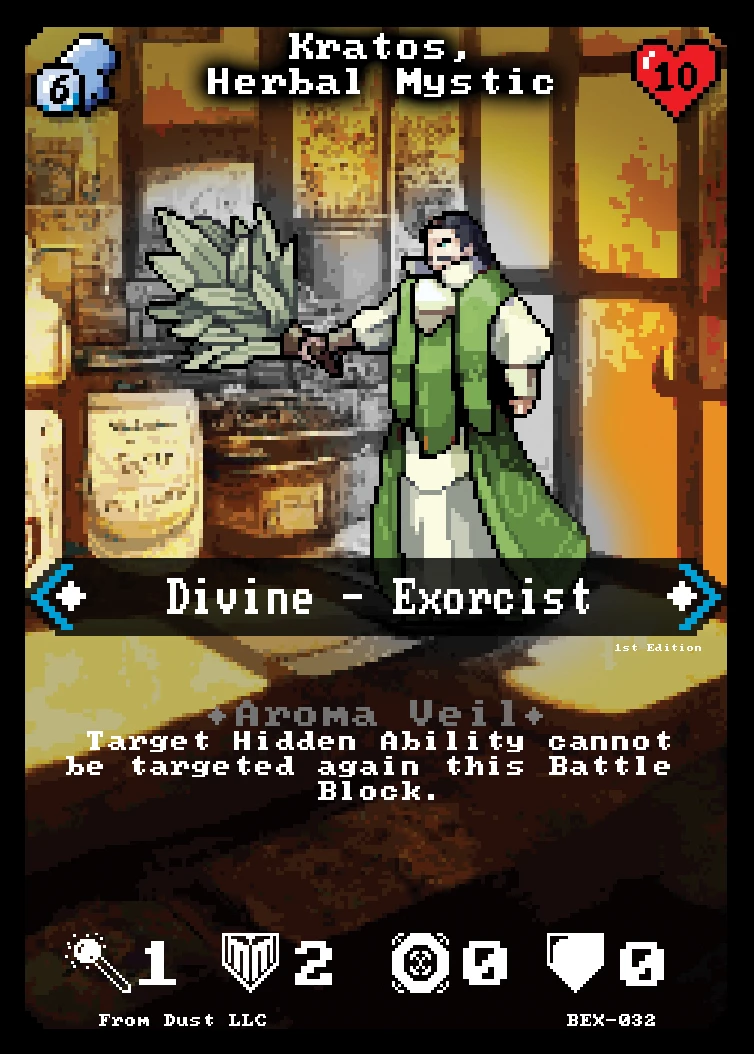 Kratos,
Herbal Mystic
6
10
Divine - Exorcist
1st Edition
Aroma Veil
Target Hidden Ability cannot
be targeted again this Battle
Block.
1 2 0 0
From Dust LLC BEX-032